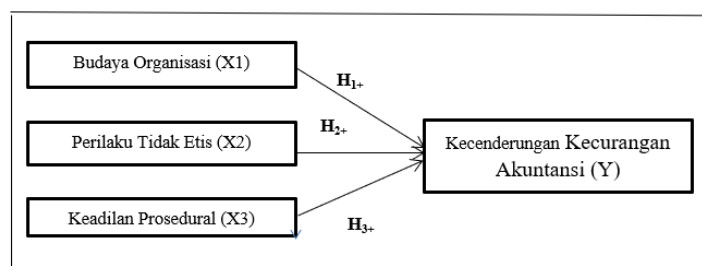 Budaya Organisasi (X1)
H1+
H2+
Perilaku Tidak Etis (X2)
Kecenderungan Kecurangan
Akuntansi (Y)
Keadilan Prosedural (X3)
H3+